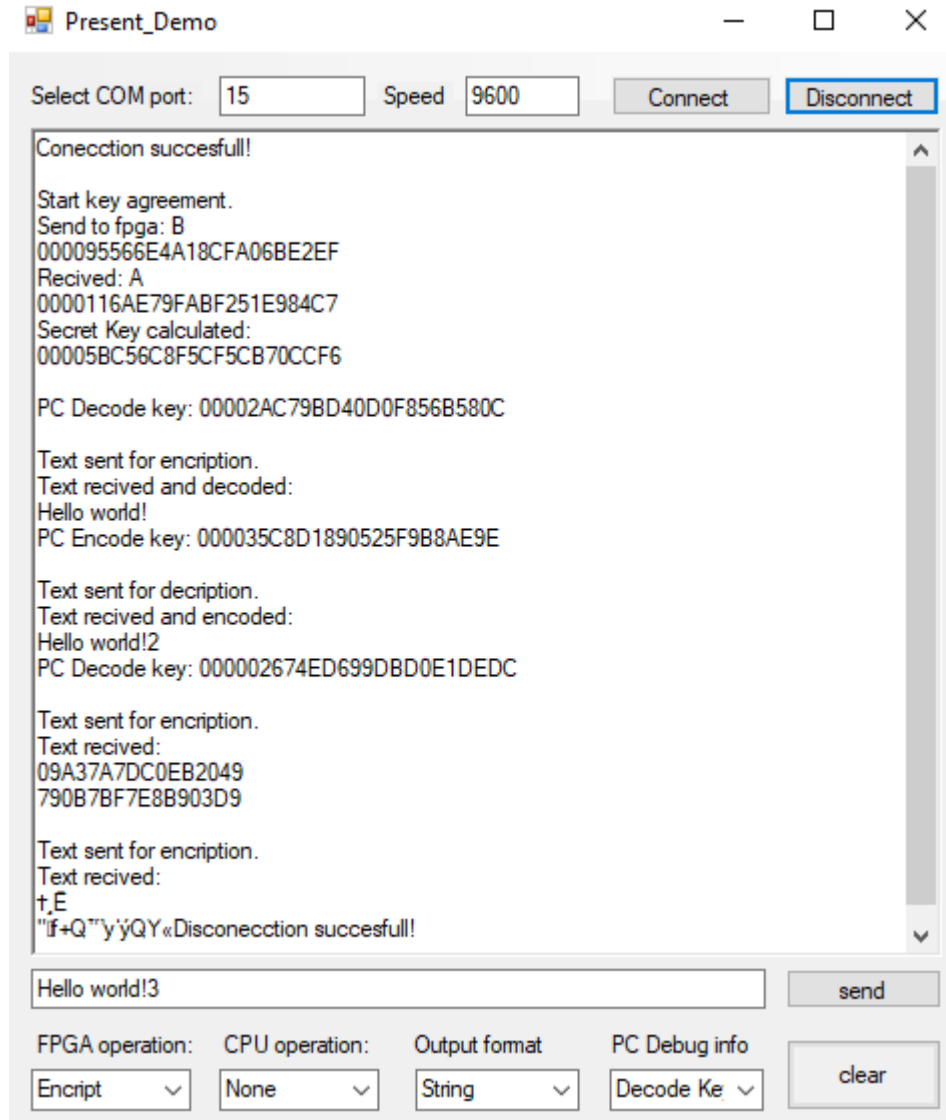 Present_Demo
Select COM port: 15 Speed 9600 Connect Disconnect
Conecction succesfull!
Start key agreement.
Send to fpga: B
000095566E4A18CFA06BE2EF
Recived: A
0000116AE79FABF251E984C7
Secret Key calculated:
00005BC56C8F5CF5CB70CCF6
PC Decode key: 00002AC79BD40D0F856B580C
Text sent for encription.
Text recived and decoded:
Hello world!
PC Encode key: 000035C8D1890525F9B8AE9E
Text sent for decription.
Text recived and encoded:
Hello world!2
PC Decode key: 000002674ED699DBD0E1DEDC
Text sent for encription.
Text recived:
09A37A7DC0EB2049
790B7BF7E8B903D9
Text sent for encription.
Text recived:
Disconecction succesfull!
Hello world!3 send
FPGA operation: CPU operation: Output format PC Debug info
Encript None String Decode Ke clear